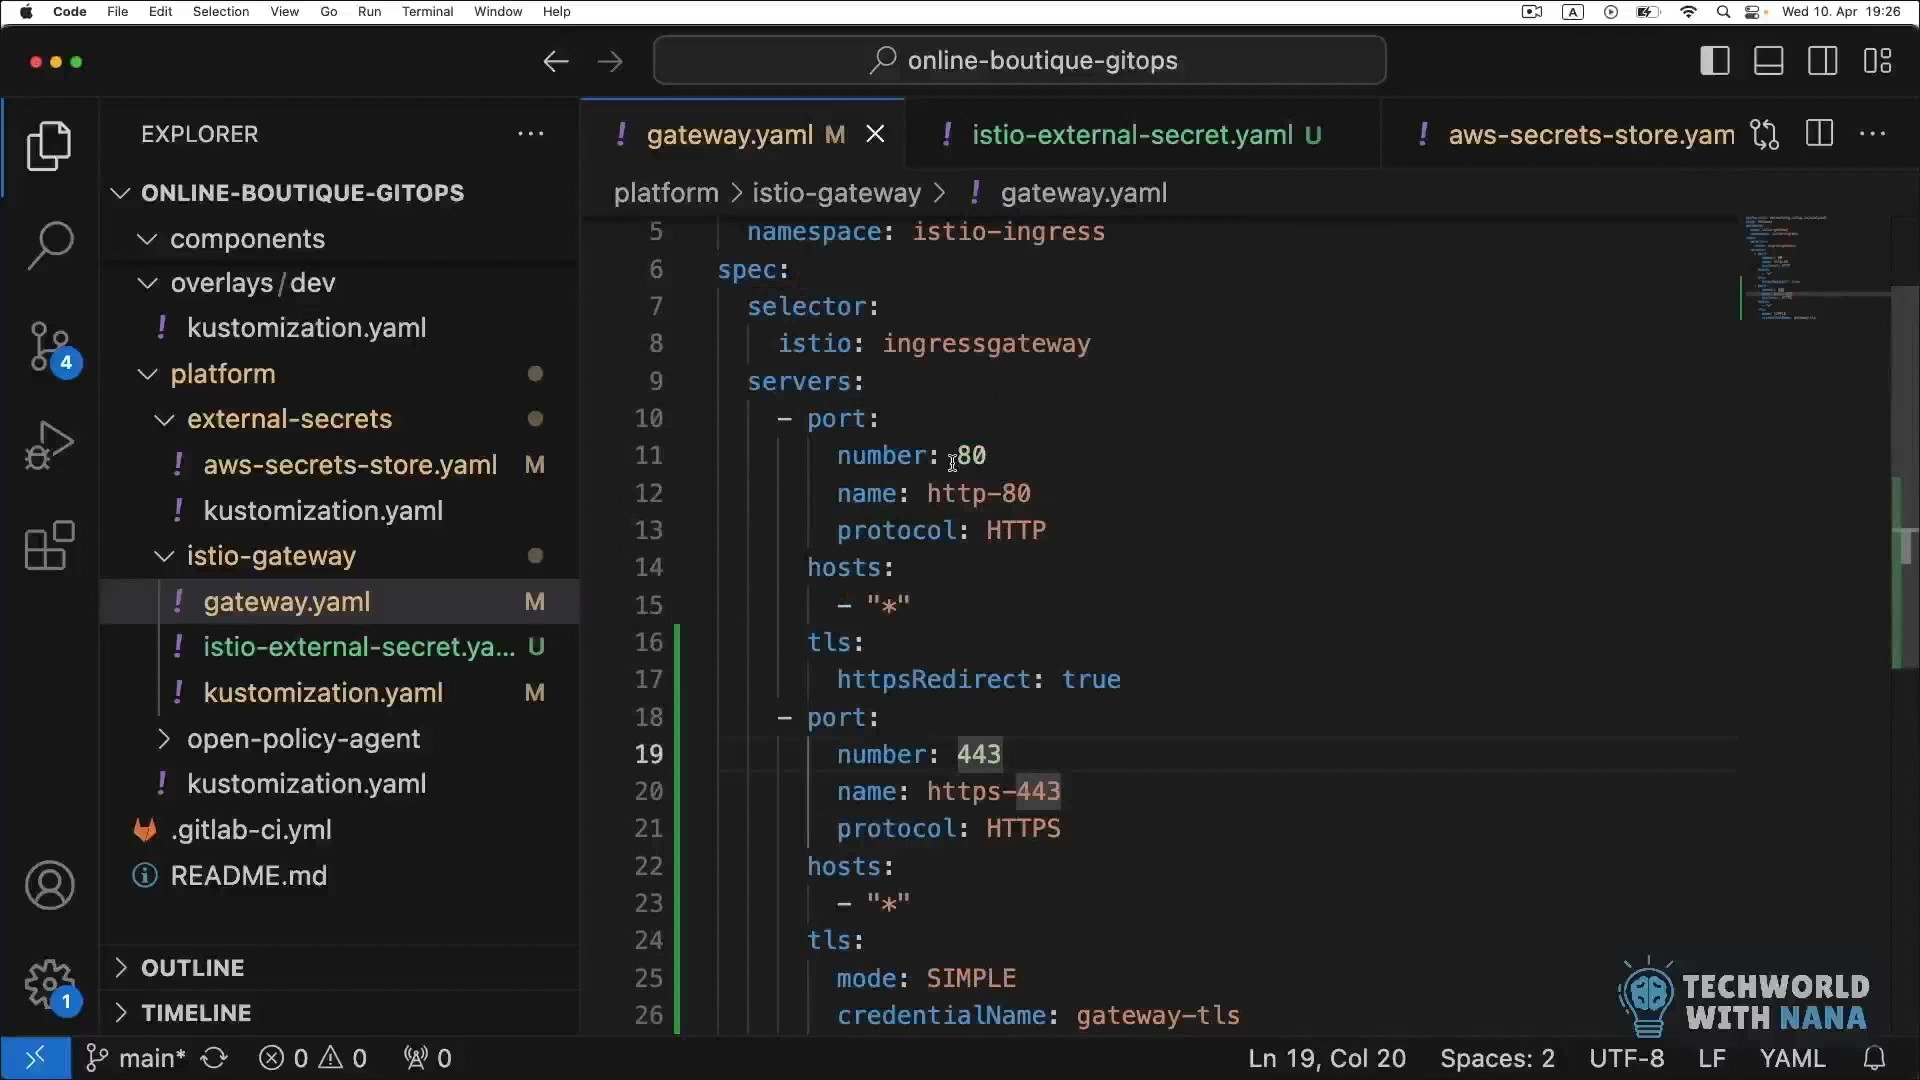 Code File Edit Selection View Go Run Terminal Window Help
A
Wed 10. Apr 19:26
online-boutique-gitops
EXPLORER
ONLINE-BOUTIQUE-GITOPS
components
overlays/dev
! kustomization.yaml
platform
external-secrets
! aws-secrets-store.yaml M
! kustomization.yaml
istio-gateway
! gateway.yaml M
! istio-external-secret.ya... U
! kustomization.yaml M
open-policy-agent
! kustomization.yaml
.gitlab-ci.yml
README.md
OUTLINE
TIMELINE
4
1
! gateway.yaml M
! istio-external-secret.yaml U
! aws-secrets-store.yam
platform > istio-gateway > ! gateway.yaml
5 namespace: istio-ingress
6 spec:
7 selector:
8 istio: ingressgateway
9 servers:
10 - port:
11 number: 80
12 name: http-80
13 protocol: HTTP
14 hosts:
15 - "*"
16 tls:
17 httpsRedirect: true
18 - port:
19 number: 443
20 name: https-443
21 protocol: HTTPS
22 hosts:
23 - "*"
24 tls:
25 mode: SIMPLE
26 credentialName: gateway-tls
TECHWORLD
WITH NANA
main* 0 0 0
Ln 19, Col 20 Spaces: 2 UTF-8 LF YAML